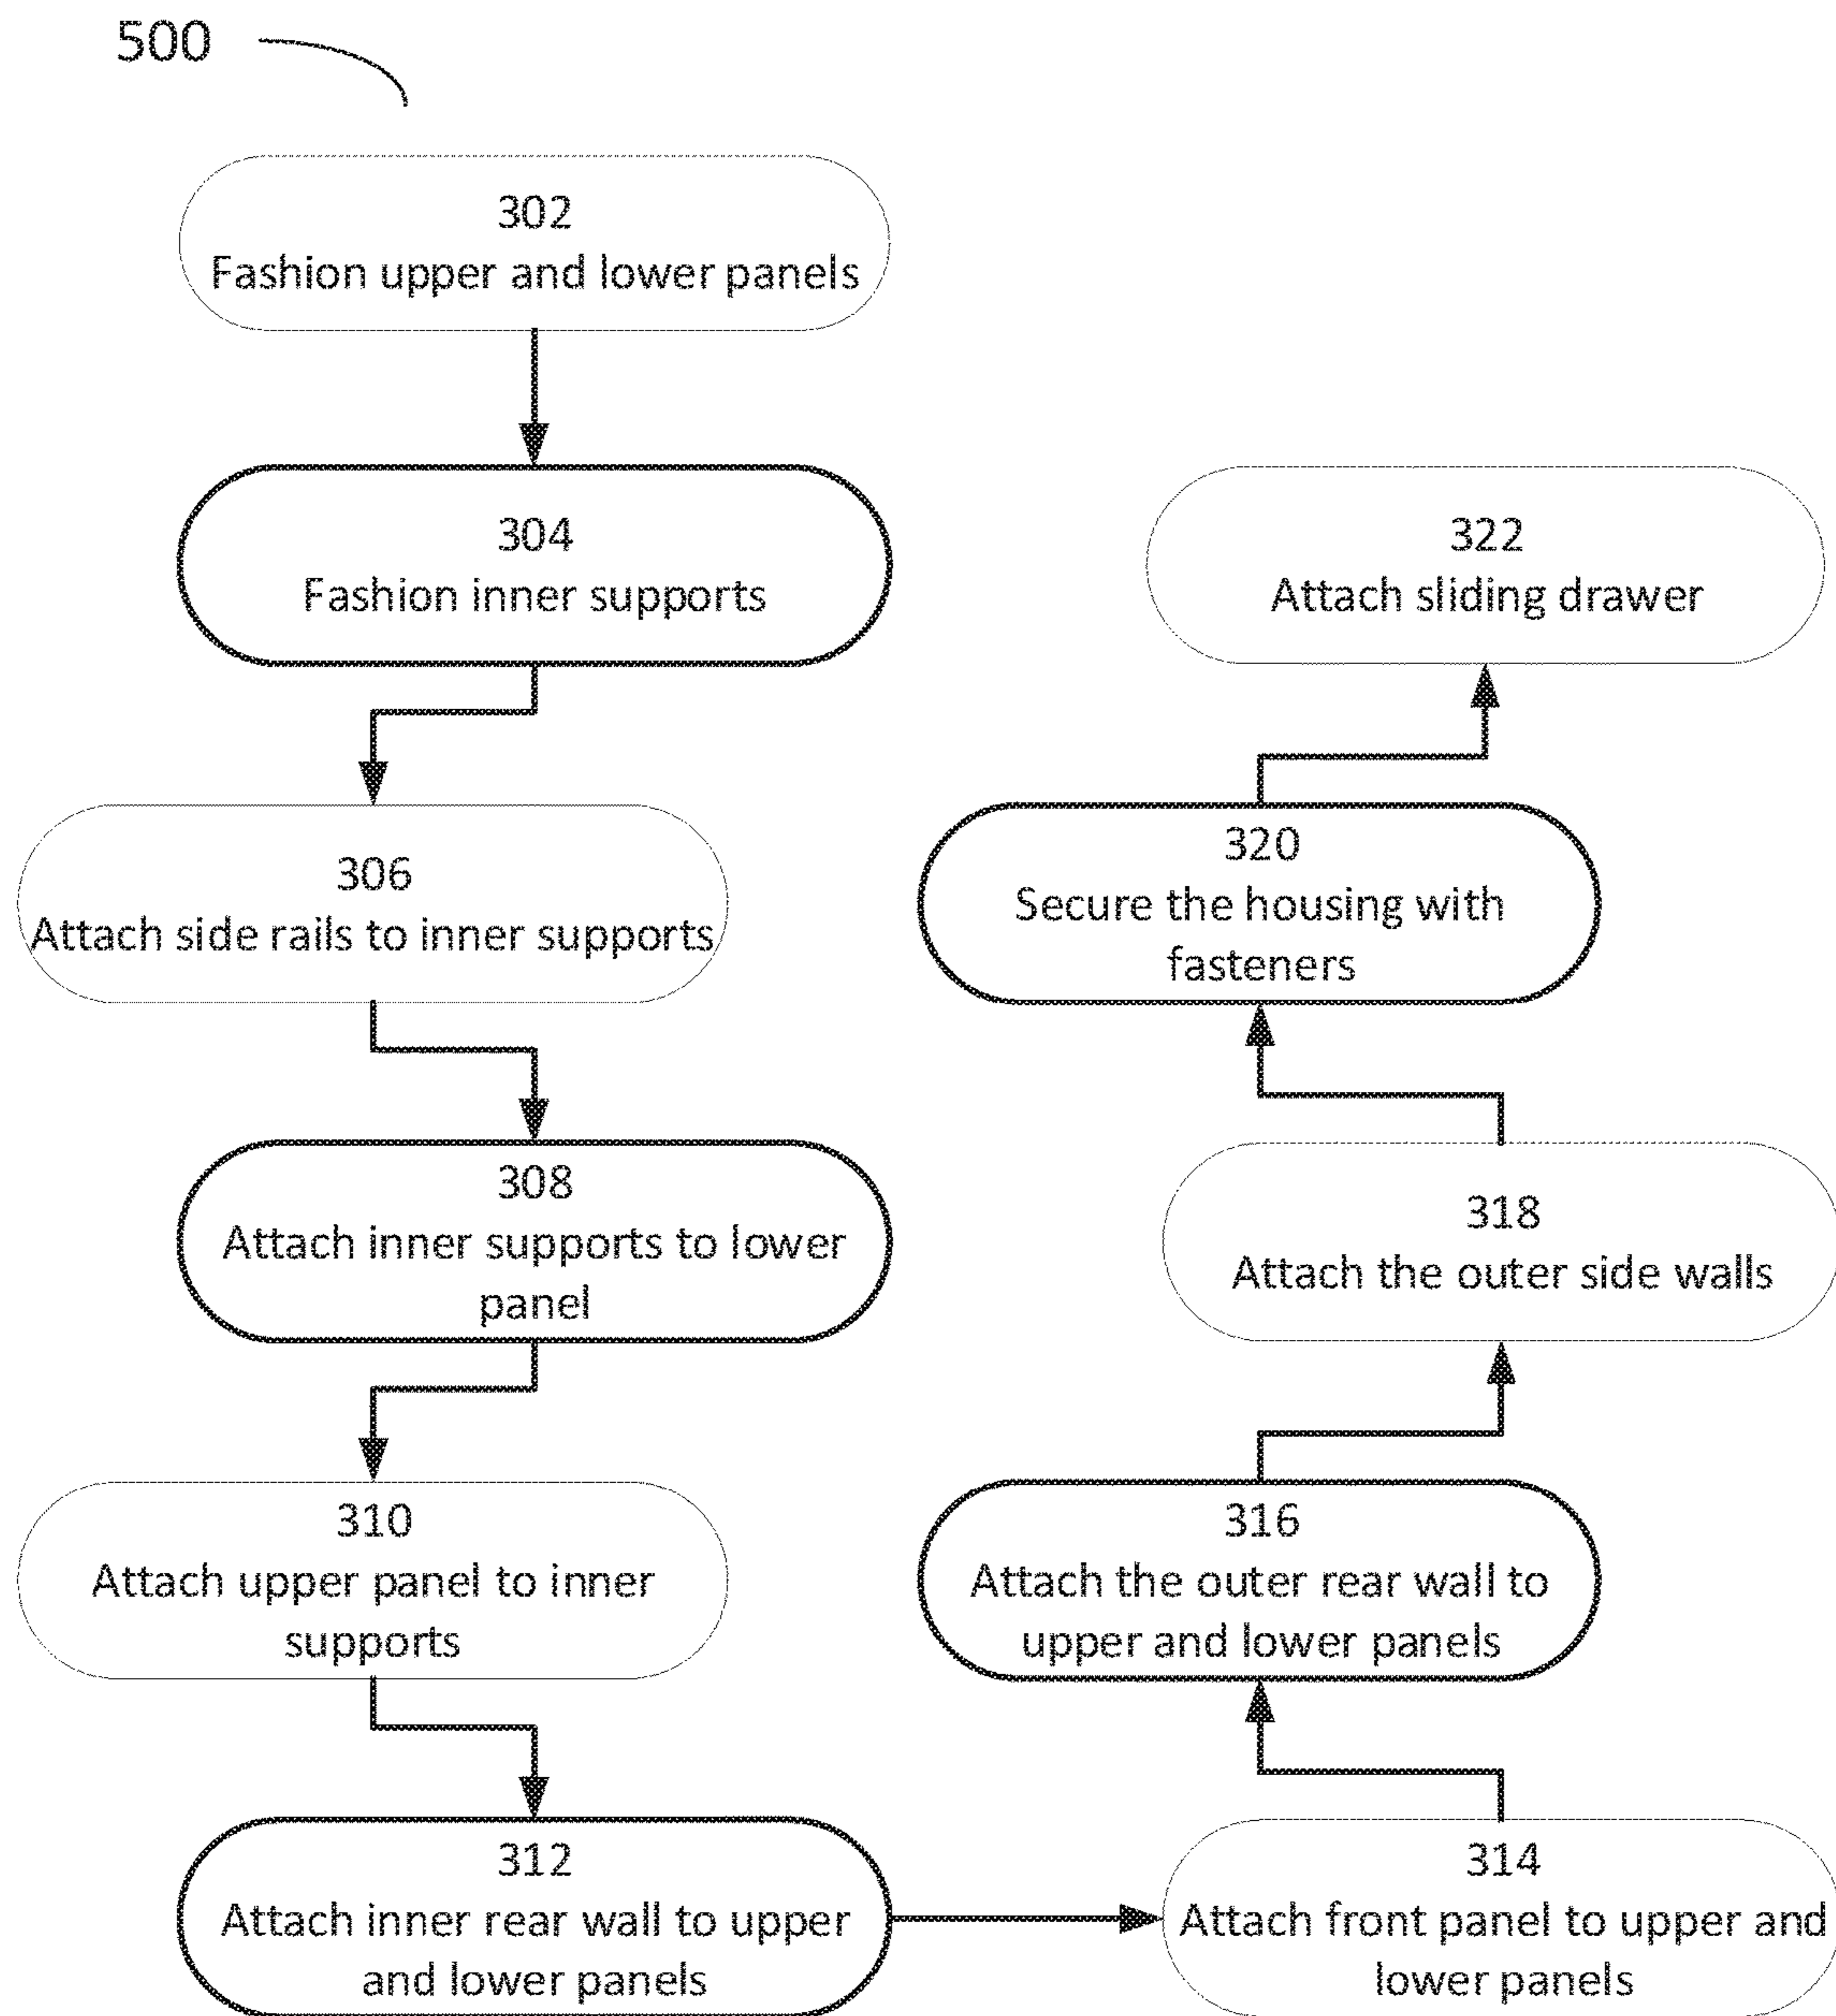 500
302
Fashion upper and lower panels
304
Fashion inner supports
306
Attach side rails to inner supports
308
Attach inner supports to lower
panel
310
Attach upper panel to inner
supports
312
Attach inner rear wall to upper
and lower panels
314
Attach front panel to upper and
lower panels
316
Attach the outer rear wall to
upper and lower panels
318
Attach the outer side walls
320
Secure the housing with
fasteners
322
Attach sliding drawer